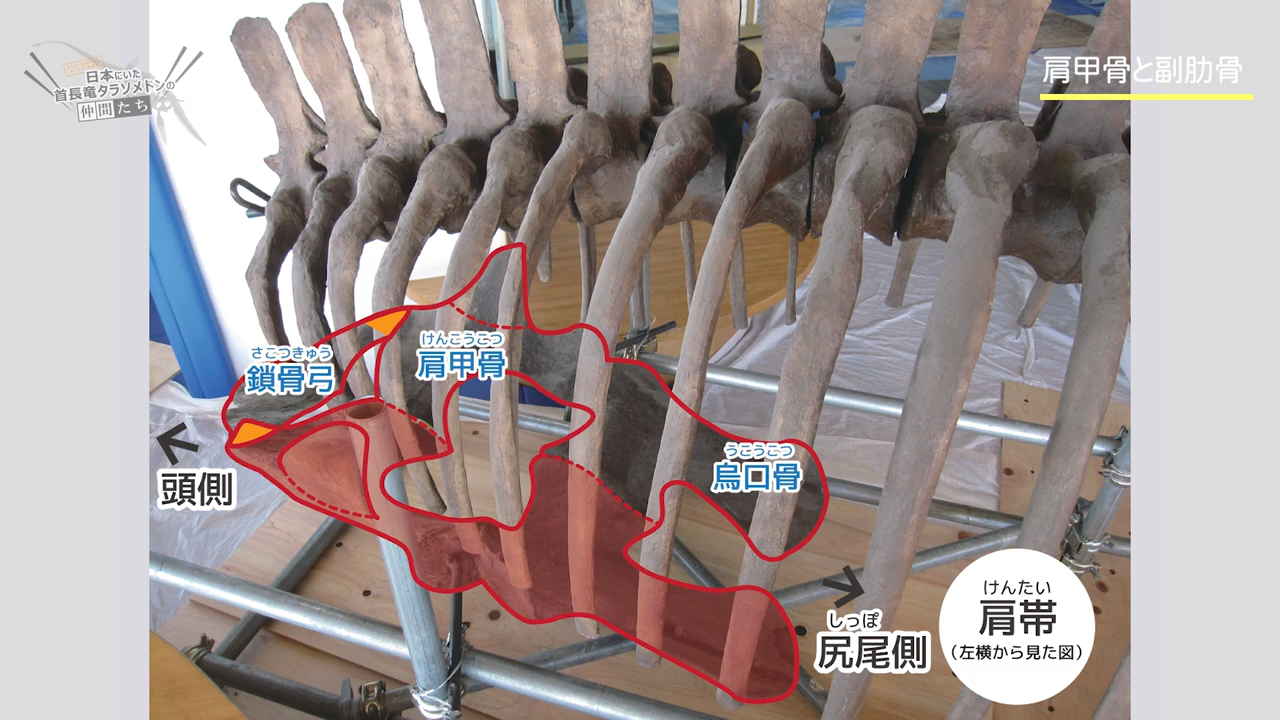 日本にいた
首長竜タラソメドンの
仲間たち
肩甲骨と副肋骨
さこつきゅう
鎖骨弓
けんこうこつ
肩甲骨
うこうこつ
烏口骨
頭側
しっぽ
尻尾側
けんたい
肩帯
(左横から見た図)